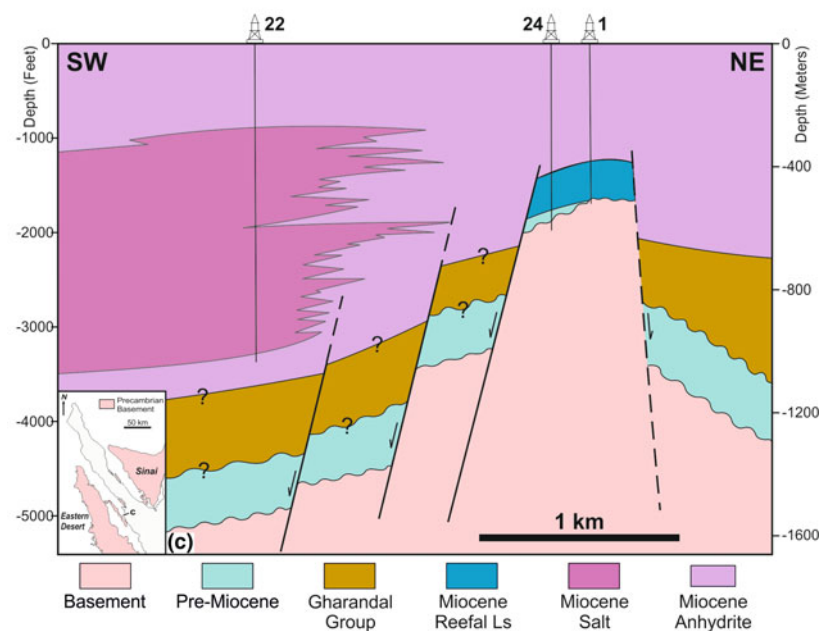 22
24
1
SW
NE
Depth (Feet)
Depth (Meters)
0
-1000
-2000
-3000
-4000
-5000
0
-400
-800
-1200
-1600
?
?
?
?
?
?
N
Precambrian
Basement
50 km
Sinai
Eastern
Desert
c
(c)
1 km
Basement
Pre-Miocene
Gharandal
Group
Miocene
Reefal Ls
Miocene
Salt
Miocene
Anhydrite